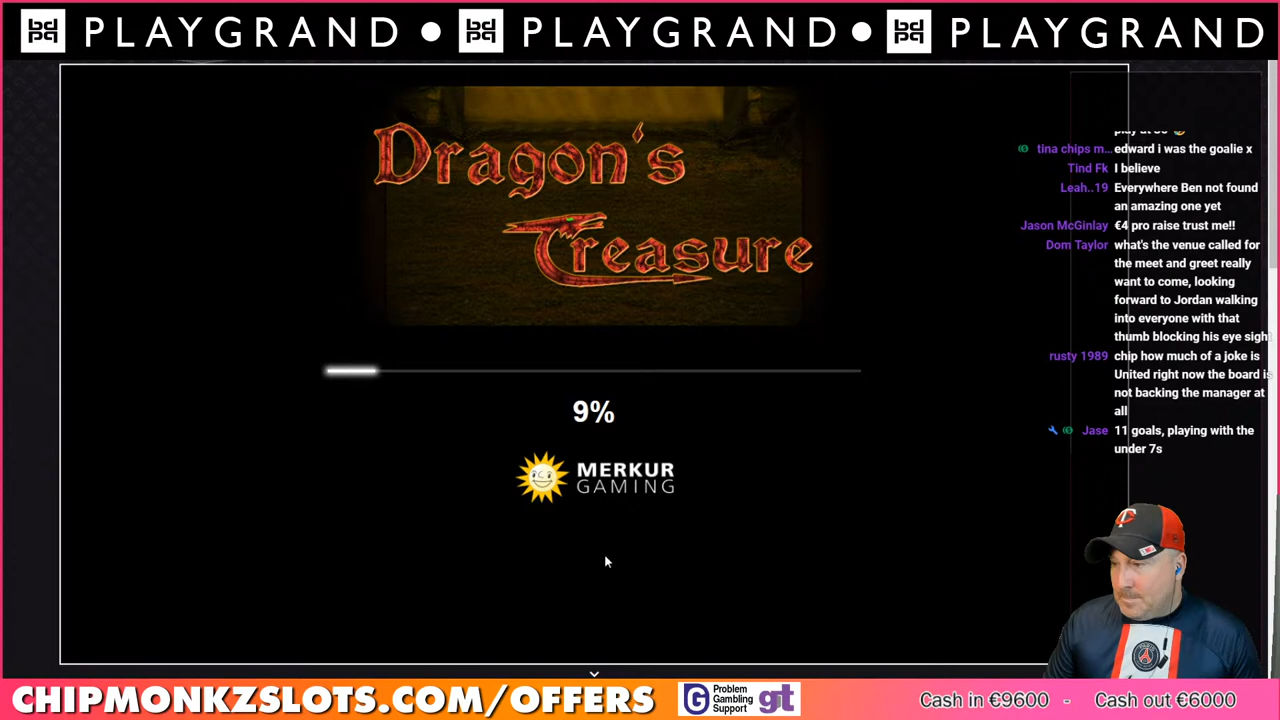 PLAYGRAND ● PLAYGRAND ● PLAYGRAND
Dragon's
Treasure
9%
MERKUR
GAMING
tina chips m... edward i was the goalie x
Tind Fk I believe
Leah..19 Everywhere Ben not found
an amazing one yet
Jason McGinlay €4 pro raise trust me!!
Dom Taylor what's the venue called for
the meet and greet really
want to come, looking
forward to Jordan walking
into everyone with that
thumb blocking his eye sight
rusty 1989 chip how much of a joke is
United right now the board is
not backing the manager at
all
Jase 11 goals, playing with the
under 7s
CHIPMONKZSLOTS.COM/OFFERS
Problem
Gambling
Support
gt
Cash in €9600 - Cash out €6000